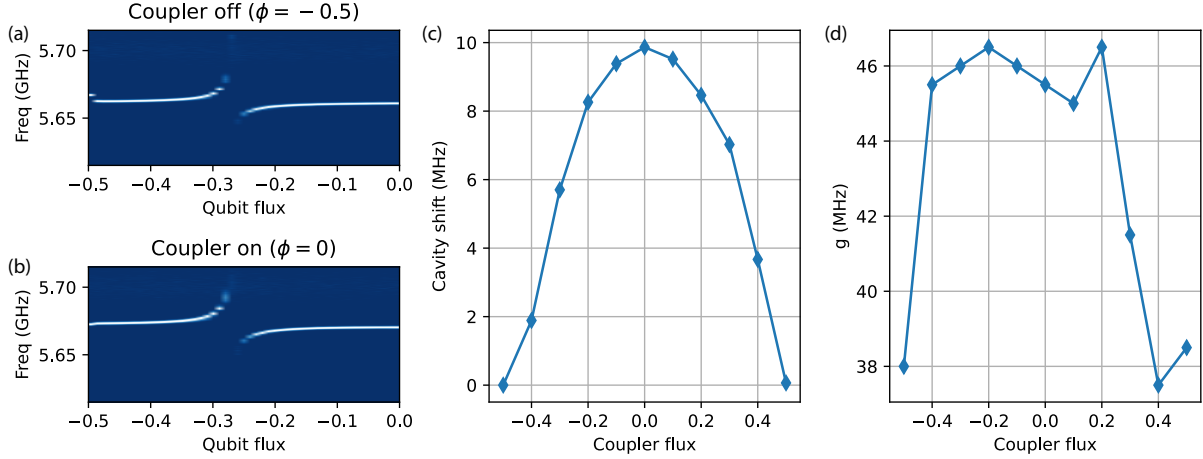 (a)
Coupler off (ϕ = −0.5)
Freq (GHz)
5.70
5.65
−0.5 −0.4 −0.3 −0.2 −0.1 0.0
Qubit flux
(b)
Coupler on (ϕ = 0)
Freq (GHz)
5.70
5.65
−0.5 −0.4 −0.3 −0.2 −0.1 0.0
Qubit flux
(c)
Cavity shift (MHz)
10
8
6
4
2
0
−0.4 −0.2 0.0 0.2 0.4
Coupler flux
(d)
g (MHz)
46
44
42
40
38
−0.4 −0.2 0.0 0.2 0.4
Coupler flux